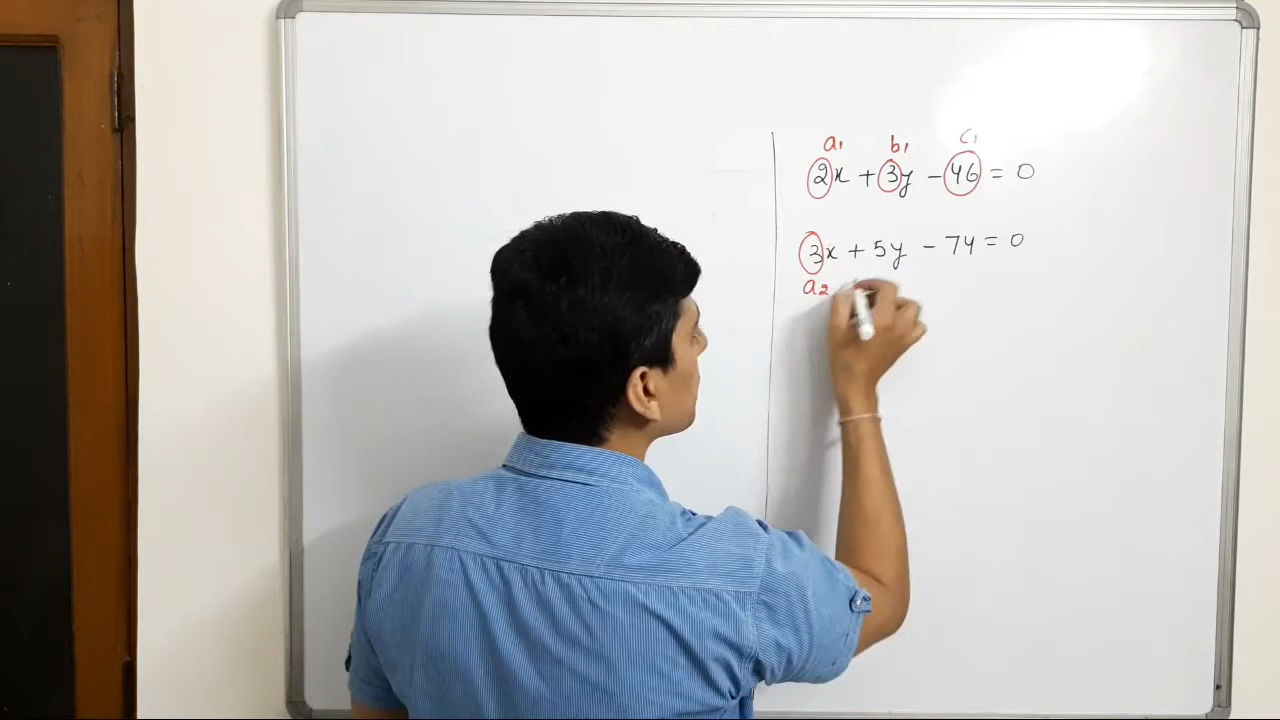 a₁ b₁ c₁
2x + 3y - 46 = 0
3x + 5y - 74 = 0
a₂